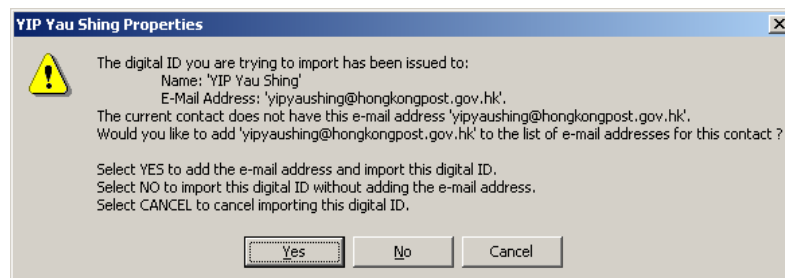 YIP Yau Shing Properties
The digital ID you are trying to import has been issued to:
Name: 'YIP Yau Shing'
E-Mail Address: 'yipyaushing@hongkongpost.gov.hk'.
The current contact does not have this e-mail address 'yipyaushing@hongkongpost.gov.hk'.
Would you like to add 'yipyaushing@hongkongpost.gov.hk' to the list of e-mail addresses for this contact ?
Select YES to add the e-mail address and import this digital ID.
Select NO to import this digital ID without adding the e-mail address.
Select CANCEL to cancel importing this digital ID.
Yes No Cancel